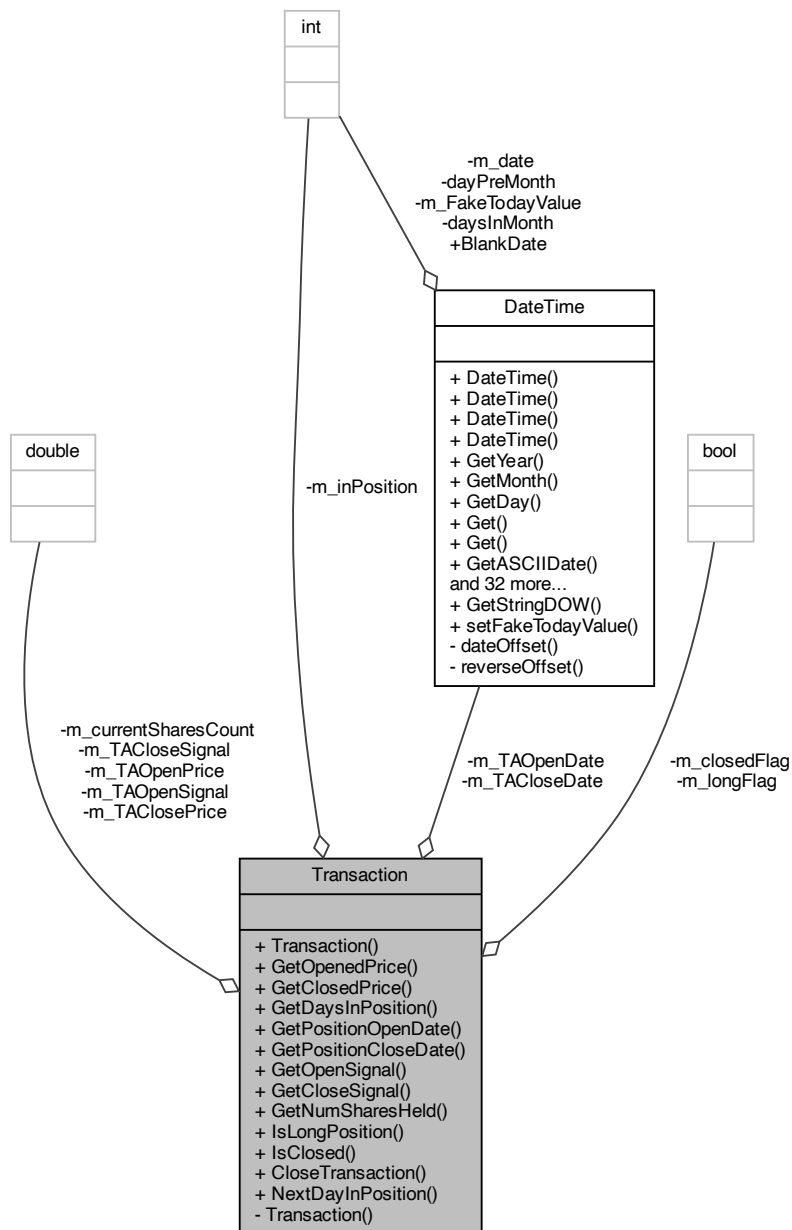 int
-m_date
-dayPreMonth
-m_FakeTodayValue
-daysInMonth
+BlankDate
DateTime
+ DateTime()
+ DateTime()
+ DateTime()
+ DateTime()
+ GetYear()
+ GetMonth()
+ GetDay()
+ Get()
+ Get()
+ GetASCIIDate()
and 32 more...
+ GetStringDOW()
+ setFakeTodayValue()
- dateOffset()
- reverseOffset()
double
bool
-m_inPosition
-m_currentSharesCount
-m_TACloseSignal
-m_TAOpenPrice
-m_TAOpenSignal
-m_TAClosePrice
-m_TAOpenDate
-m_TACloseDate
-m_closedFlag
-m_longFlag
Transaction
+ Transaction()
+ GetOpenedPrice()
+ GetClosedPrice()
+ GetDaysInPosition()
+ GetPositionOpenDate()
+ GetPositionCloseDate()
+ GetOpenSignal()
+ GetCloseSignal()
+ GetNumSharesHeld()
+ IsLongPosition()
+ IsClosed()
+ CloseTransaction()
+ NextDayInPosition()
- Transaction()